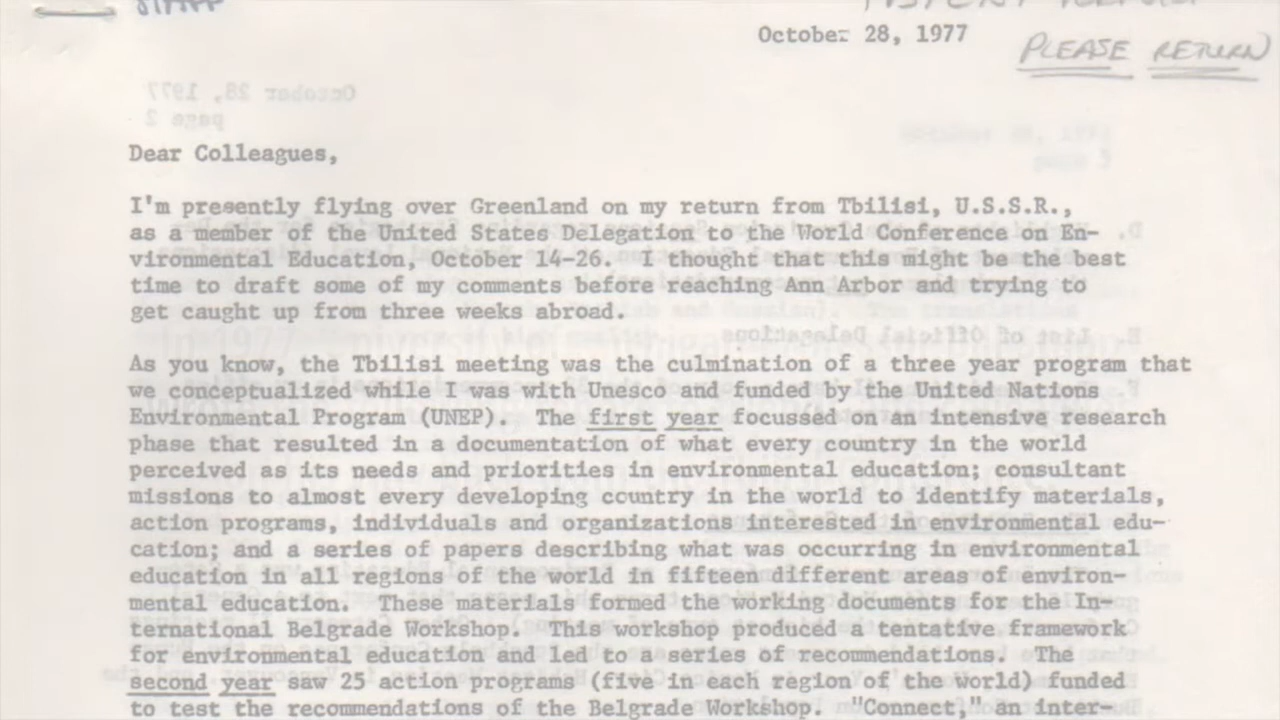 October 28, 1977
PLEASE RETURN
Dear Colleagues,
I'm presently flying over Greenland on my return from Tbilisi, U.S.S.R.,
as a member of the United States Delegation to the World Conference on En-
vironmental Education, October 14-26. I thought that this might be the best
time to draft some of my comments before reaching Ann Arbor and trying to
get caught up from three weeks abroad.
As you know, the Tbilisi meeting was the culmination of a three year program that
we conceptualized while I was with Unesco and funded by the United Nations
Environmental Program (UNEP). The first year focussed on an intensive research
phase that resulted in a documentation of what every country in the world
perceived as its needs and priorities in environmental education; consultant
missions to almost every developing country in the world to identify materials,
action programs, individuals and organizations interested in environmental edu-
cation; and a series of papers describing what was occurring in environmental
education in all regions of the world in fifteen different areas of environ-
mental education. These materials formed the working documents for the In-
ternational Belgrade Workshop. This workshop produced a tentative framework
for environmental education and led to a series of recommendations. The
second year saw 25 action programs (five in each region of the world) funded
to test the recommendations of the Belgrade Workshop. "Connect," an inter-